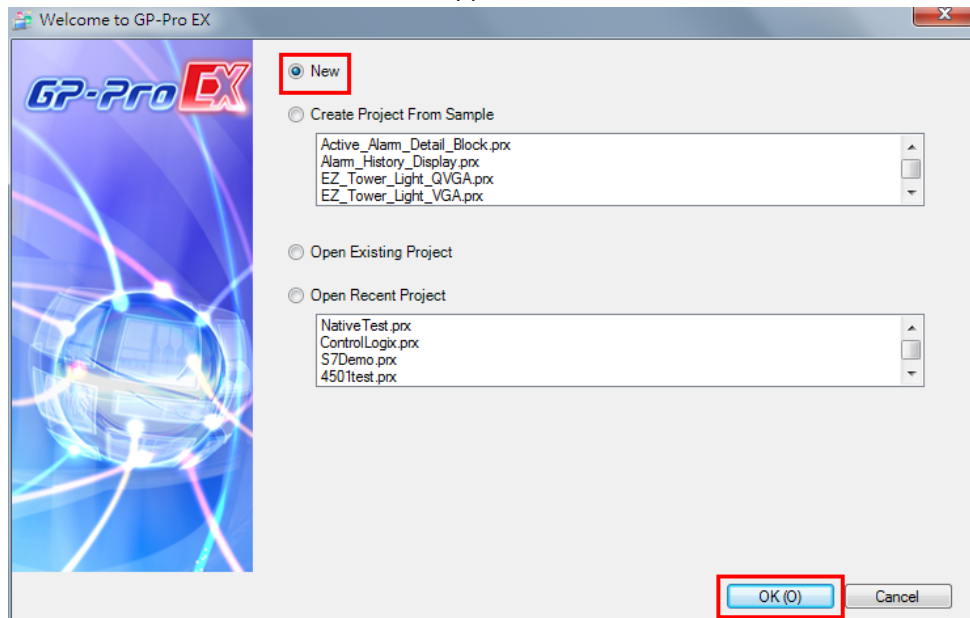 Welcome to GP-Pro EX
GP-Pro EX
New
Create Project From Sample
Active_Alarm_Detail_Block.prx
Alarm_History_Display.prx
EZ_Tower_Light_QVGA.prx
EZ_Tower_Light_VGA.prx
Open Existing Project
Open Recent Project
NativeTest.prx
ControlLogix.prx
S7Demo.prx
4501test.prx
OK (O) Cancel